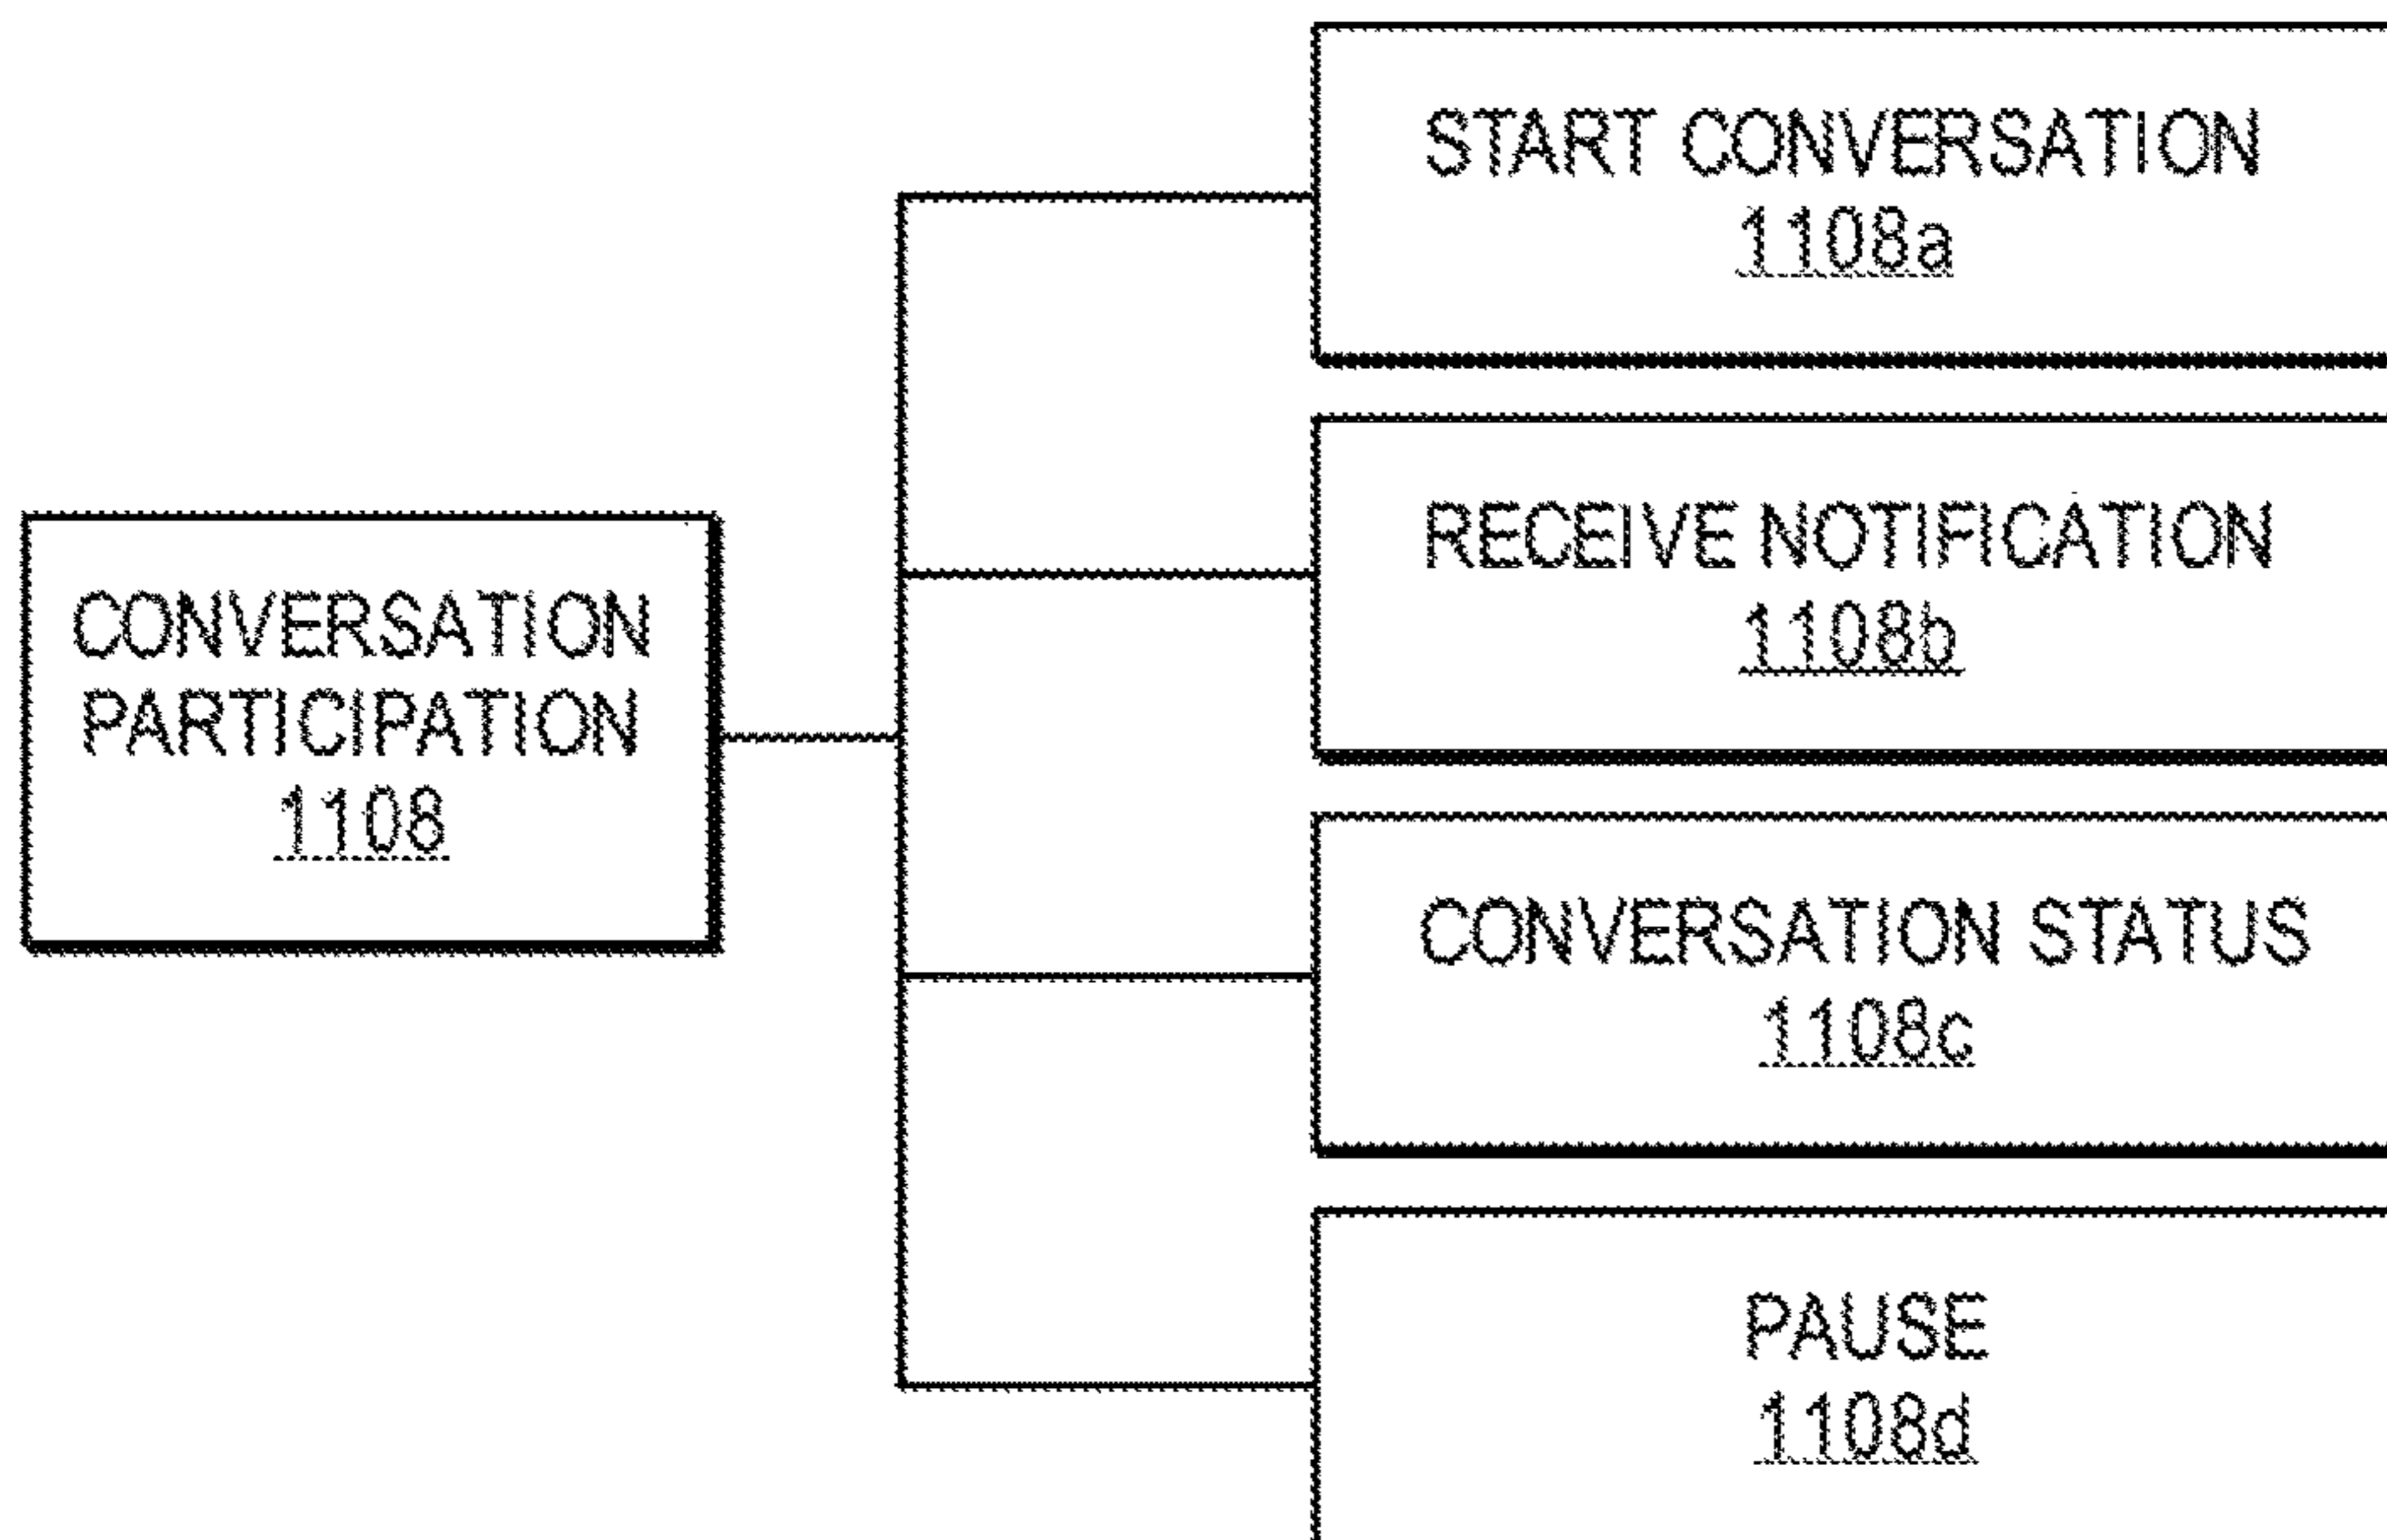 START CONVERSATION
1108a
RECEIVE NOTIFICATION
1108b
CONVERSATION
PARTICIPATION
1108
CONVERSATION STATUS
1108c
PAUSE
1108d